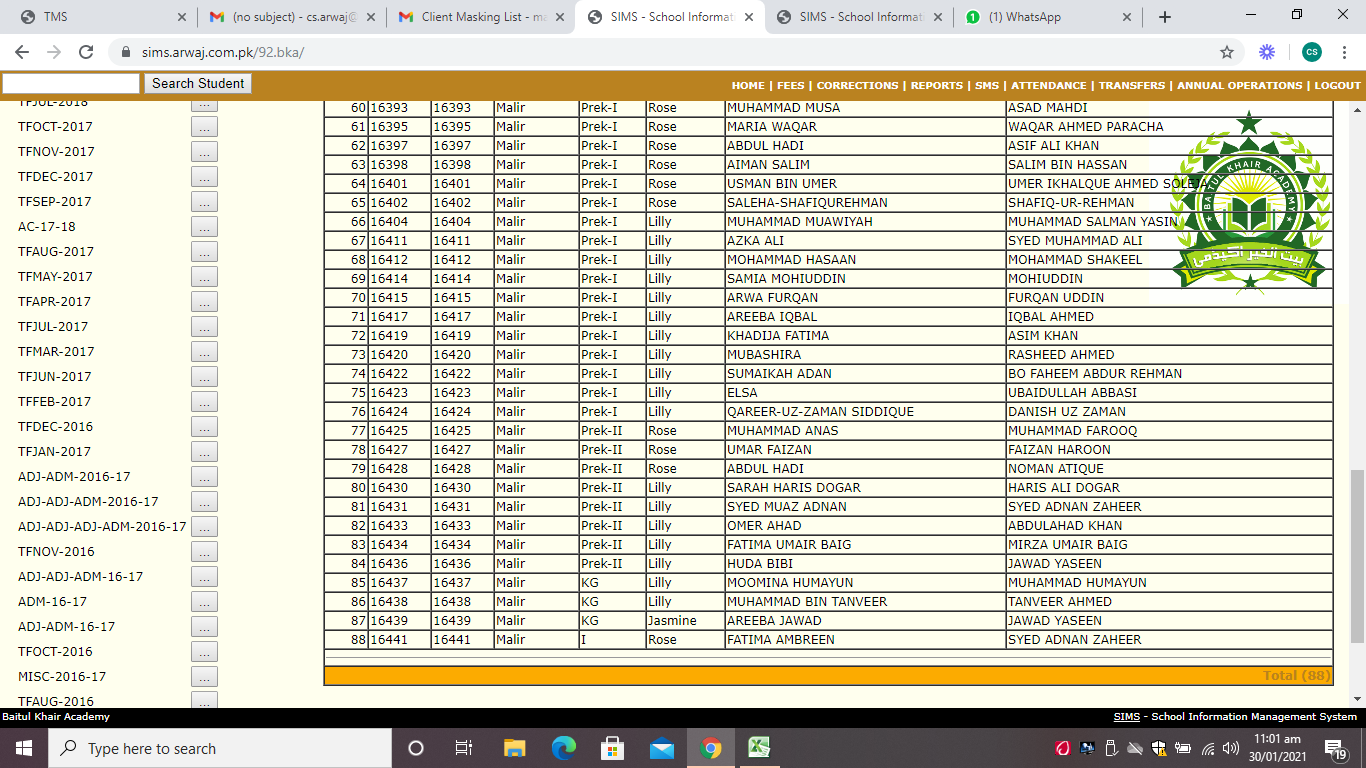 TMS
(no subject) - cs.arwaj@
Client Masking List - ma
SIMS - School Informat
SIMS - School Informati
(1) WhatsApp
sims.arwaj.com.pk/92.bka/
CS
Search Student
HOME | FEES | CORRECTIONS | REPORTS | SMS | ATTENDANCE | TRANSFERS | ANNUAL OPERATIONS | LOGOUT
TFJUL-2018 ...
TFOCT-2017 ...
TFNOV-2017 ...
TFDEC-2017 ...
TFSEP-2017 ...
AC-17-18 ...
TFAUG-2017 ...
TFMAY-2017 ...
TFAPR-2017 ...
TFJUL-2017 ...
TFMAR-2017 ...
TFJUN-2017 ...
TFFEB-2017 ...
TFDEC-2016 ...
TFJAN-2017 ...
ADJ-ADM-2016-17 ...
ADJ-ADJ-ADM-2016-17 ...
ADJ-ADJ-ADJ-ADM-2016-17 ...
TFNOV-2016 ...
ADJ-ADJ-ADM-16-17 ...
ADM-16-17 ...
ADJ-ADM-16-17 ...
TFOCT-2016 ...
MISC-2016-17 ...
TFAUG-2016 ...
60 16393 16393 Malir Prek-I Rose MUHAMMAD MUSA ASAD MAHDI
61 16395 16395 Malir Prek-I Rose MARIA WAQAR WAQAR AHMED PARACHA
62 16397 16397 Malir Prek-I Rose ABDUL HADI ASIF ALI KHAN
63 16398 16398 Malir Prek-I Rose AIMAN SALIM SALIM BIN HASSAN
64 16401 16401 Malir Prek-I Rose USMAN BIN UMER UMER IKHALQUE AHMED SOLEJA
65 16402 16402 Malir Prek-I Rose SALEHA-SHAFIQUREHMAN SHAFIQ-UR-REHMAN
66 16404 16404 Malir Prek-I Lilly MUHAMMAD MUAWIYAH MUHAMMAD SALMAN YASIN
67 16411 16411 Malir Prek-I Lilly AZKA ALI SYED MUHAMMAD ALI
68 16412 16412 Malir Prek-I Lilly MOHAMMAD HASAAN MOHAMMAD SHAKEEL
69 16414 16414 Malir Prek-I Lilly SAMIA MOHIUDDIN MOHIUDDIN
70 16415 16415 Malir Prek-I Lilly ARWA FURQAN FURQAN UDDIN
71 16417 16417 Malir Prek-I Lilly AREEBA IQBAL IQBAL AHMED
72 16419 16419 Malir Prek-I Lilly KHADIJA FATIMA ASIM KHAN
73 16420 16420 Malir Prek-I Lilly MUBASHIRA RASHEED AHMED
74 16422 16422 Malir Prek-I Lilly SUMAIKAH ADAN BO FAHEEM ABDUR REHMAN
75 16423 16423 Malir Prek-I Lilly ELSA UBAIDULLAH ABBASI
76 16424 16424 Malir Prek-I Lilly QAREER-UZ-ZAMAN SIDDIQUE DANISH UZ ZAMAN
77 16425 16425 Malir Prek-II Rose MUHAMMAD ANAS MUHAMMAD FAROOQ
78 16427 16427 Malir Prek-II Rose UMAR FAIZAN FAIZAN HAROON
79 16428 16428 Malir Prek-II Rose ABDUL HADI NOMAN ATIQUE
80 16430 16430 Malir Prek-II Lilly SARAH HARIS DOGAR HARIS ALI DOGAR
81 16431 16431 Malir Prek-II Lilly SYED MUAZ ADNAN SYED ADNAN ZAHEER
82 16433 16433 Malir Prek-II Lilly OMER AHAD ABDULAHAD KHAN
83 16434 16434 Malir Prek-II Lilly FATIMA UMAIR BAIG MIRZA UMAIR BAIG
84 16436 16436 Malir Prek-II Lilly HUDA BIBI JAWAD YASEEN
85 16437 16437 Malir KG Lilly MOOMINA HUMAYUN MUHAMMAD HUMAYUN
86 16438 16438 Malir KG Lilly MUHAMMAD BIN TANVEER TANVEER AHMED
87 16439 16439 Malir KG Jasmine AREEBA JAWAD JAWAD YASEEN
88 16441 16441 Malir I Rose FATIMA AMBREEN SYED ADNAN ZAHEER
Total (88)
BAITUL KHAIR ACADEMY
بيت الخير اكيدمى
Baitul Khair Academy
SIMS - School Information Management System
Type here to search
11:01 am
30/01/2021
19